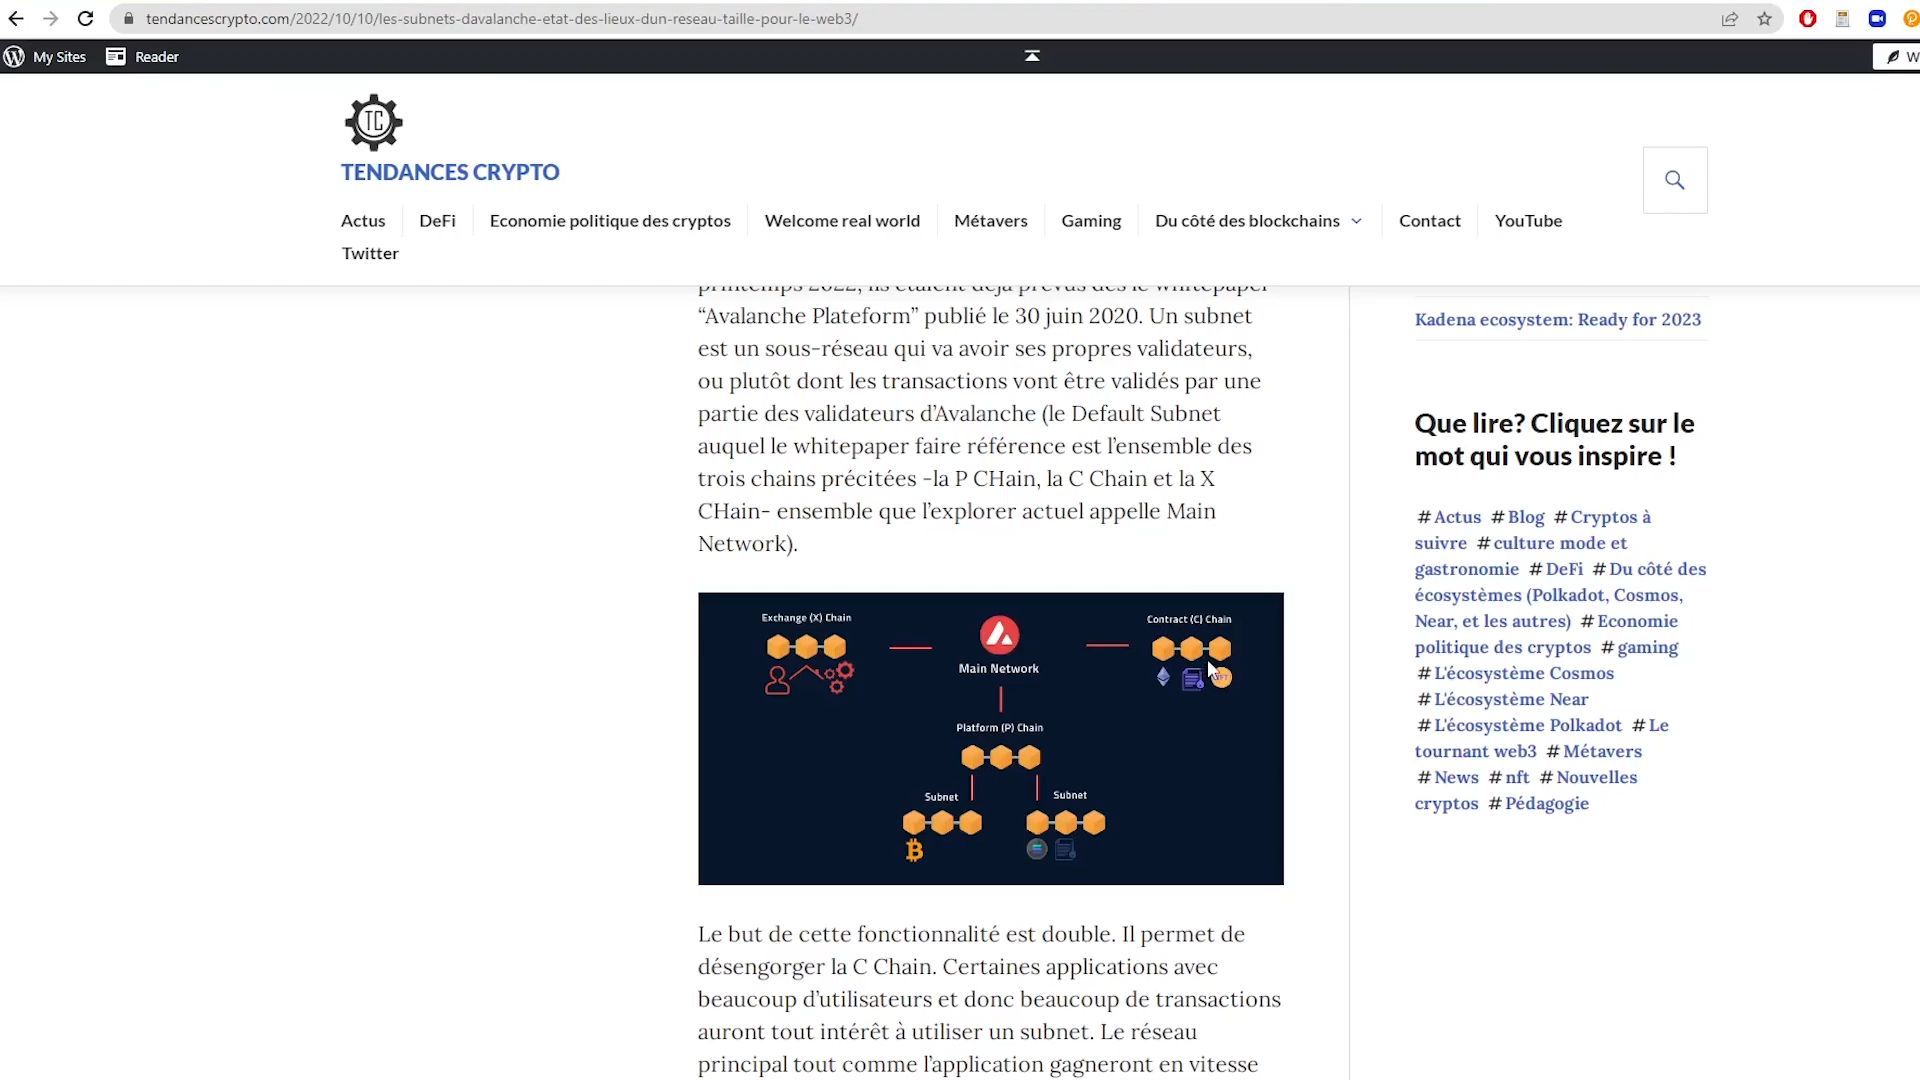 tendancescrypto.com/2022/10/10/les-subnets-davalanche-etat-des-lieux-dun-reseau-taille-pour-le-web3/
My Sites
Reader
W
TC
TENDANCES CRYPTO
Actus
DeFi
Economie politique des cryptos
Welcome real world
Métavers
Gaming
Du côté des blockchains
Contact
YouTube
Twitter
printemps 2022, ils étaient déjà prévus dès le whitepaper
“Avalanche Plateform” publié le 30 juin 2020. Un subnet
est un sous-réseau qui va avoir ses propres validateurs,
ou plutôt dont les transactions vont être validés par une
partie des validateurs d’Avalanche (le Default Subnet
auquel le whitepaper faire référence est l’ensemble des
trois chains précitées -la P CHain, la C Chain et la X
CHain- ensemble que l’explorer actuel appelle Main
Network).
Exchange (X) Chain
Main Network
Contract (C) Chain
Platform (P) Chain
Subnet
Subnet
Le but de cette fonctionnalité est double. Il permet de
désengorger la C Chain. Certaines applications avec
beaucoup d’utilisateurs et donc beaucoup de transactions
auront tout intérêt à utiliser un subnet. Le réseau
principal tout comme l’application gagneront en vitesse
Kadena ecosystem: Ready for 2023
Que lire? Cliquez sur le
mot qui vous inspire !
#Actus #Blog #Cryptos à
suivre #culture mode et
gastronomie #DeFi #Du côté des
écosystèmes (Polkadot, Cosmos,
Near, et les autres) #Economie
politique des cryptos #gaming
#L'écosystème Cosmos
#L'écosystème Near
#L'écosystème Polkadot #Le
tournant web3 #Métavers
#News #nft #Nouvelles
cryptos #Pédagogie